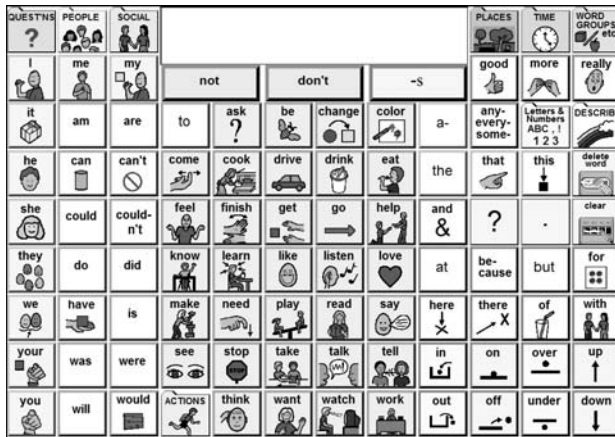 QUEST'NS PEOPLE SOCIAL PLACES TIME WORD GROUPS etc
?
I me my not don't -s good more really
it am are to ask be change color a- any- every- some- Letters & Numbers ABC , ! 1 2 3 DESCRIB
?
he can can't come cook drive drink eat the that this delete word
she could could- n't feel finish get go help and & ? . clear
they do did know learn like listen love at be- cause but for
we have is make need play read say here there of with
X X
your was were see stop take talk tell in on over up
STOP
you will would ACTIONS think want watch work out off under down